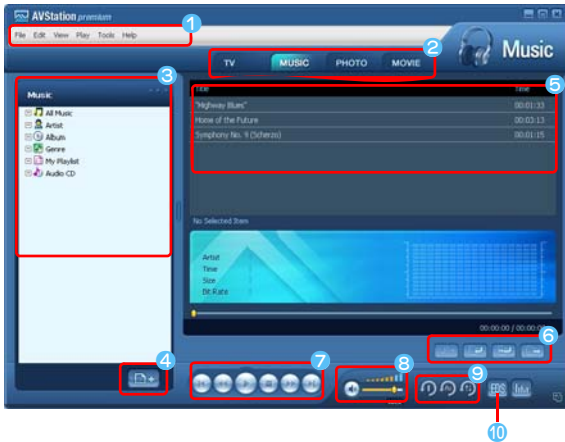 AVStation premium
1
File Edit View Play Tools Help
2
TV MUSIC PHOTO MOVIE
Music
3
Music
All Music
Artist
Album
Genre
My Playlist
Audio CD
5
Title Time
"Highway Blues" 00:01:33
Home of the Future 00:03:13
Symphony No. 9 (Scherzo) 00:01:15
No Selected Item
Artist
Time
Size
Bit Rate
00:00:00 / 00:00:00
6
4
7
8
9
EDS
10